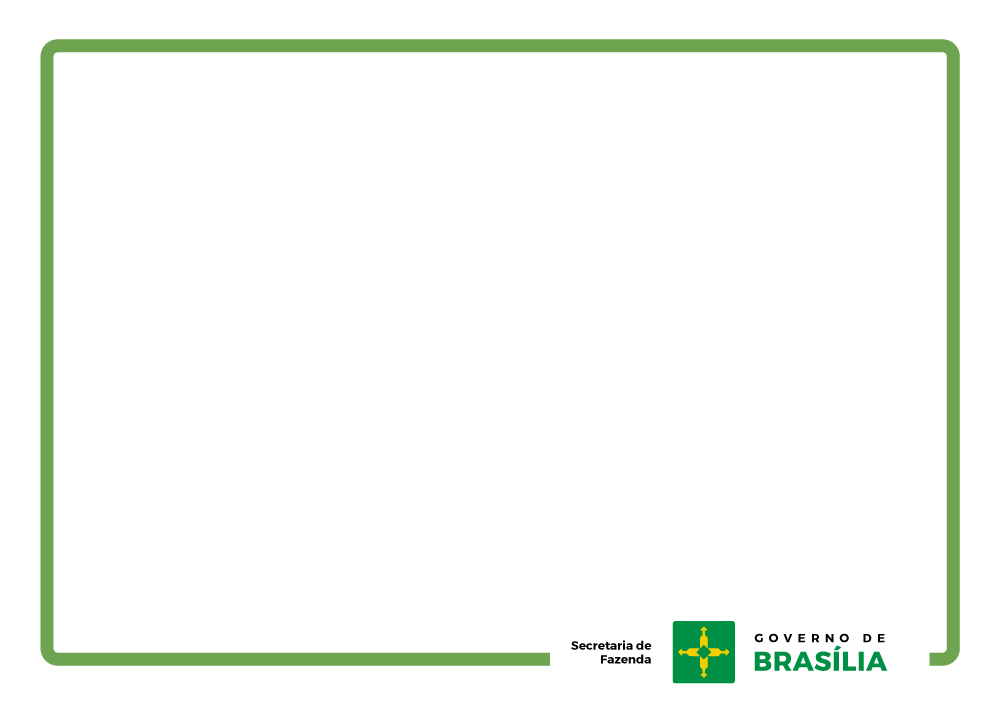 Secretaria de
Fazenda
GOVERNO DE
BRASÍLIA